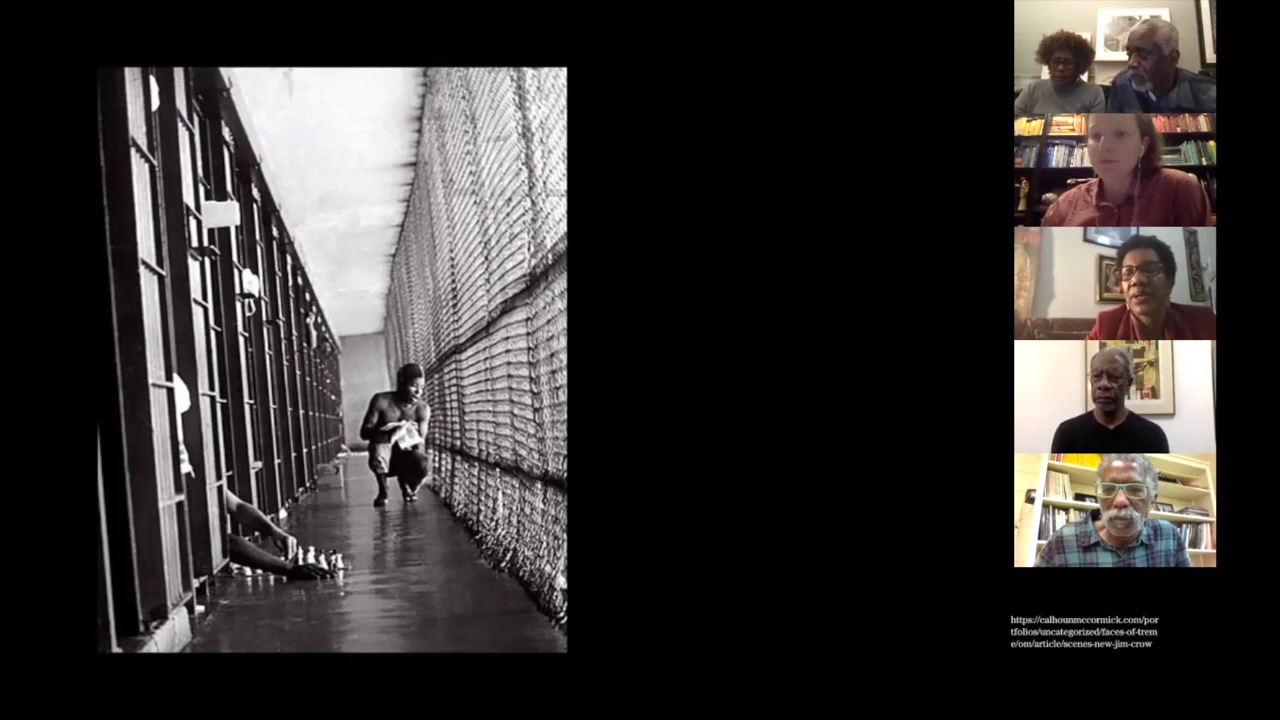 https://calhounmccormick.com/por
tfolios/uncategorized/faces-of-trem
e/om/article/scenes-new-jim-crow